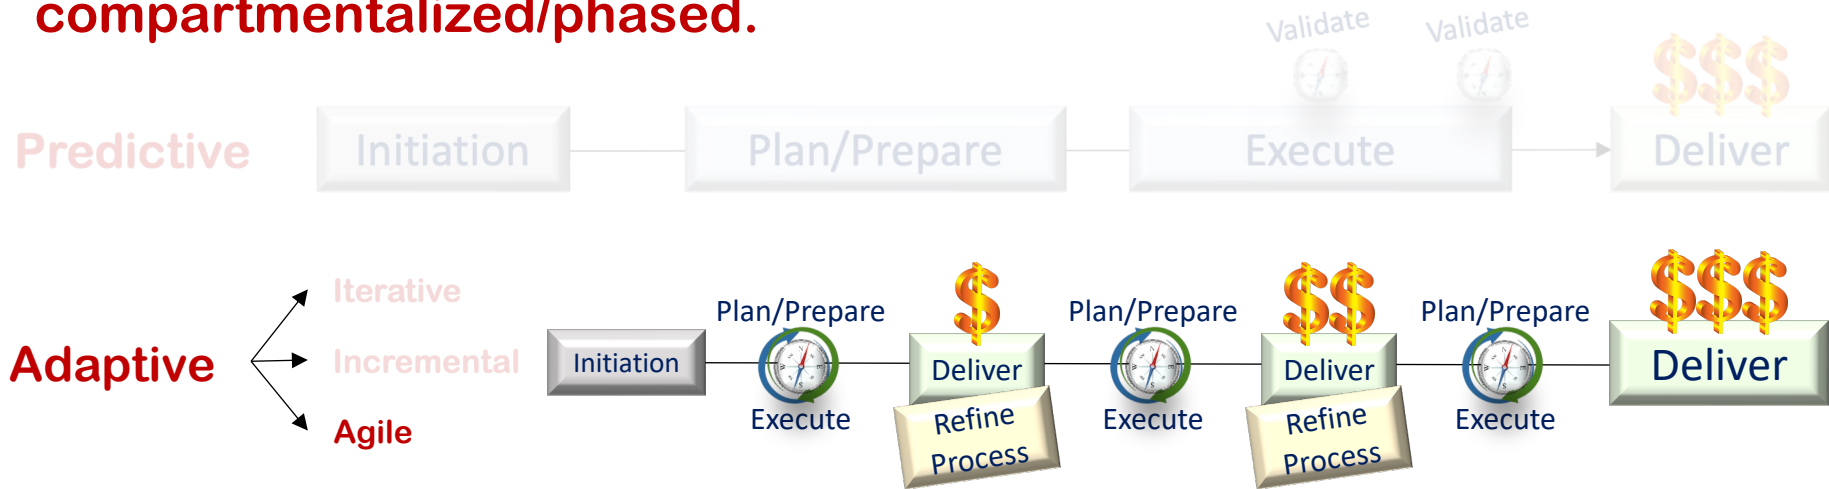 compartmentalized/phased.
Validate Validate
$$$
Predictive Initiation Plan/Prepare Execute Deliver
$ $$ $$$
Iterative
Plan/Prepare Plan/Prepare Plan/Prepare
Adaptive Incremental Initiation Deliver Deliver Deliver
Execute Execute Execute
Agile
Refine Refine
Process Process